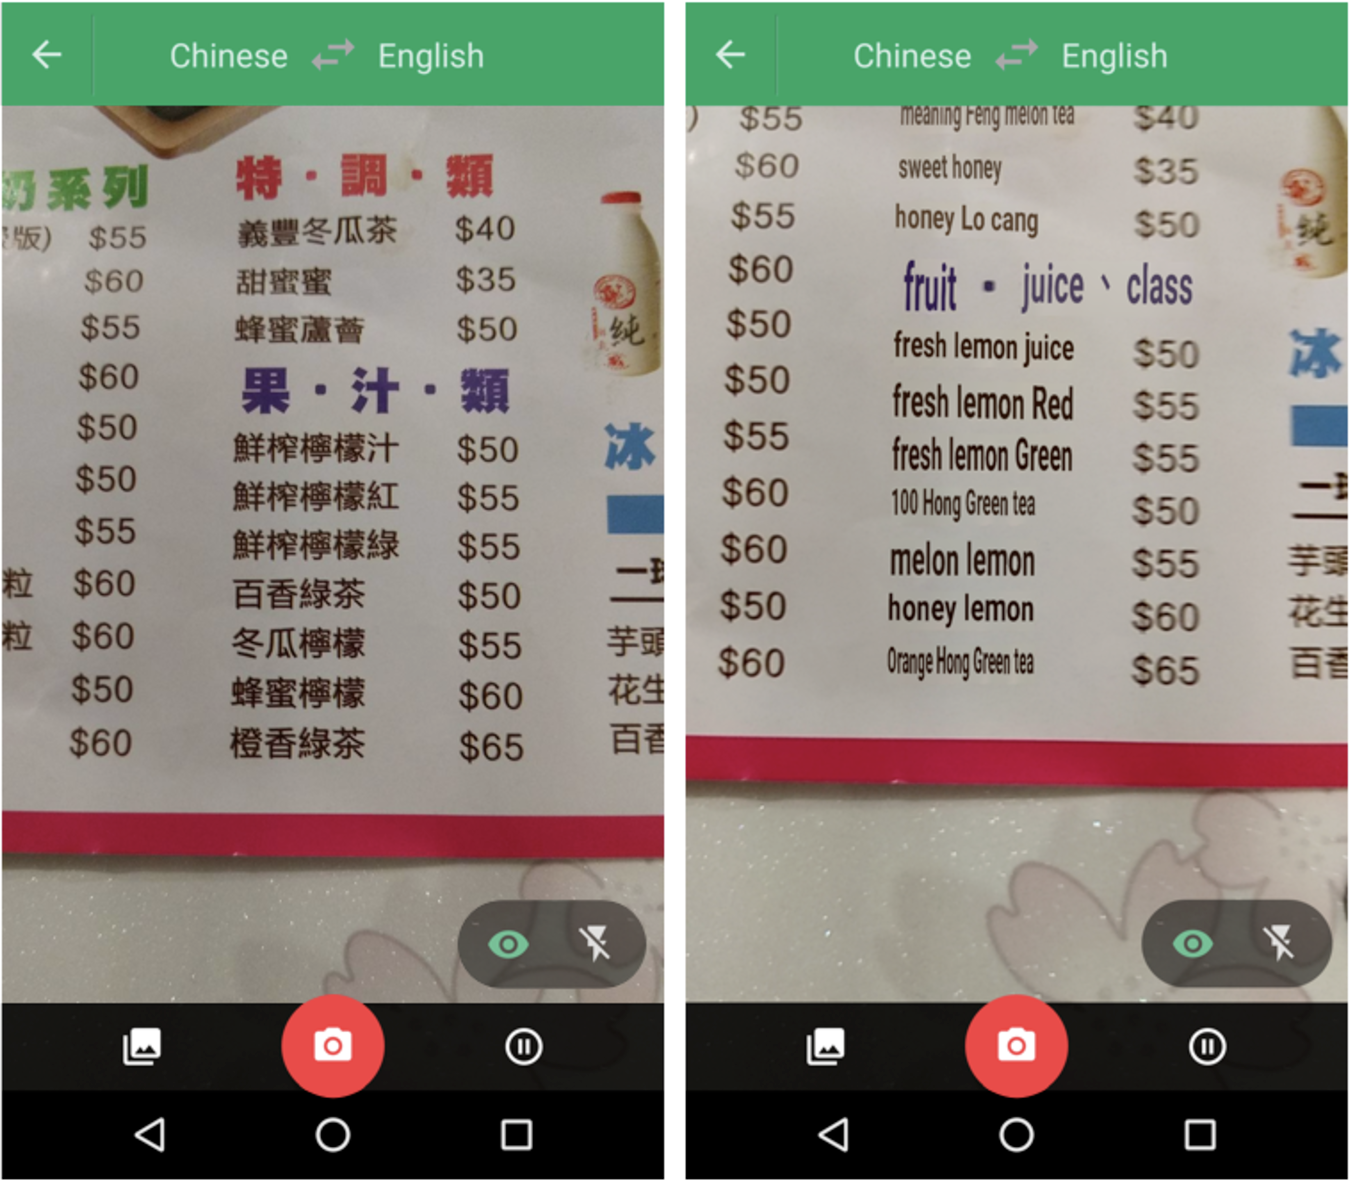 Chinese English
奶系列 特·調·類
版) $55 義豐冬瓜茶 $40
$60 甜蜜蜜 $35
$55 蜂蜜蘆薈 $50
純
$60 果·汁·類
$50 鮮榨檸檬汁 $50 冰
$50 鮮榨檸檬紅 $55
$55 鮮榨檸檬綠 $55
粒 $60 百香綠茶 $50 一
粒 $60 冬瓜檸檬 $55 芋頭
$50 蜂蜜檸檬 $60 花生
$60 橙香綠茶 $65 百香
Chinese English
) $55 meaning Feng melon tea $40
$60 sweet honey $35
$55 honey Lo cang $50
純
$60 fruit · juice、class
$50 fresh lemon juice $50 冰
$50 fresh lemon Red $55
$55 fresh lemon Green $55
$60 100 Hong Green tea $50 一
$60 melon lemon $55 芋頭
$50 honey lemon $60 花生
$60 Orange Hong Green tea $65 百香